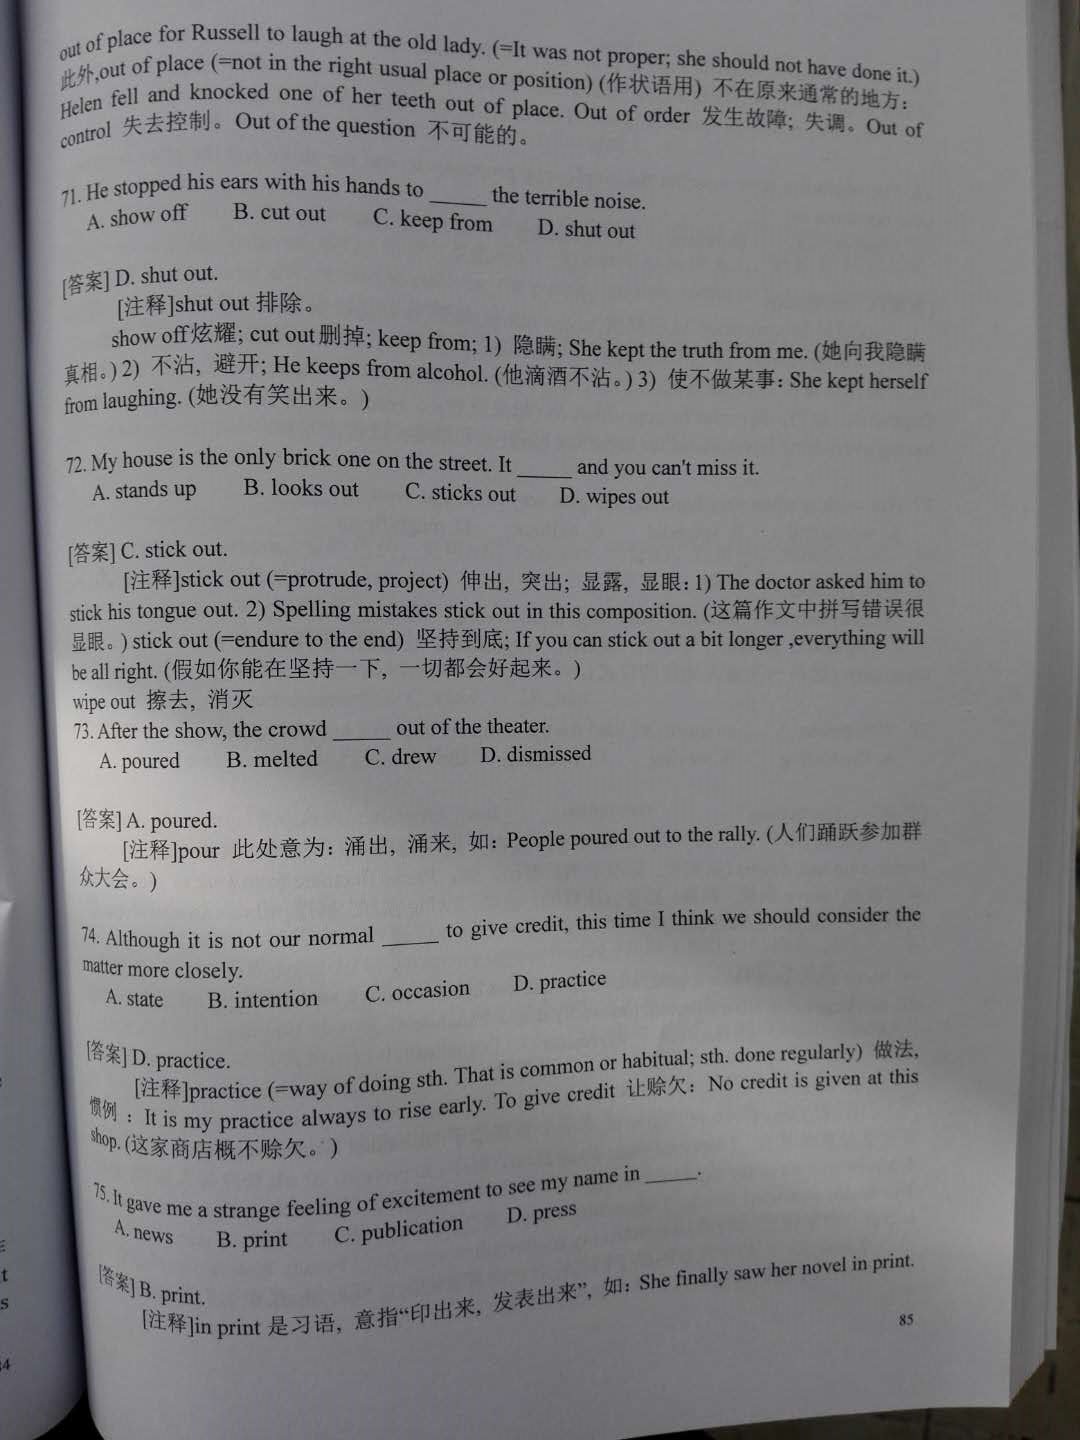 out of place for Russell to laugh at the old lady. (=It was not proper; she should not have done it.)
此外,out of place (=not in the right usual place or position) (作状语用) 不在原来通常的地方：
Helen fell and knocked one of her teeth out of place. Out of order 发生故障; 失调。Out of
control 失去控制。Out of the question 不可能的。
71. He stopped his ears with his hands to _____ the terrible noise.
A. show off B. cut out C. keep from D. shut out
[答案] D. shut out.
[注释]shut out 排除。
show off炫耀; cut out删掉; keep from; 1) 隐瞒; She kept the truth from me. (她向我隐瞒
真相。) 2) 不沾, 避开; He keeps from alcohol. (他滴酒不沾。) 3) 使不做某事: She kept herself
from laughing. (她没有笑出来。)
72. My house is the only brick one on the street. It _____ and you can't miss it.
A. stands up B. looks out C. sticks out D. wipes out
[答案] C. stick out.
[注释]stick out (=protrude, project) 伸出, 突出; 显露, 显眼: 1) The doctor asked him to
stick his tongue out. 2) Spelling mistakes stick out in this composition. (这篇作文中拼写错误很
显眼。) stick out (=endure to the end) 坚持到底; If you can stick out a bit longer ,everything will
be all right. (假如你能在坚持一下, 一切都会好起来。)
wipe out 擦去, 消灭
73. After the show, the crowd _____ out of the theater.
A. poured B. melted C. drew D. dismissed
[答案] A. poured.
[注释]pour 此处意为: 涌出, 涌来, 如: People poured out to the rally. (人们踊跃参加群
众大会。)
74. Although it is not our normal _____ to give credit, this time I think we should consider the
matter more closely.
A. state B. intention C. occasion D. practice
[答案] D. practice.
[注释]practice (=way of doing sth. That is common or habitual; sth. done regularly) 做法,
惯例 : It is my practice always to rise early. To give credit 让赊欠: No credit is given at this
shop. (这家商店概不赊欠。)
75. It gave me a strange feeling of excitement to see my name in _____.
A. news B. print C. publication D. press
[答案] B. print.
[注释]in print 是习语, 意指“印出来, 发表出来”, 如: She finally saw her novel in print.
85